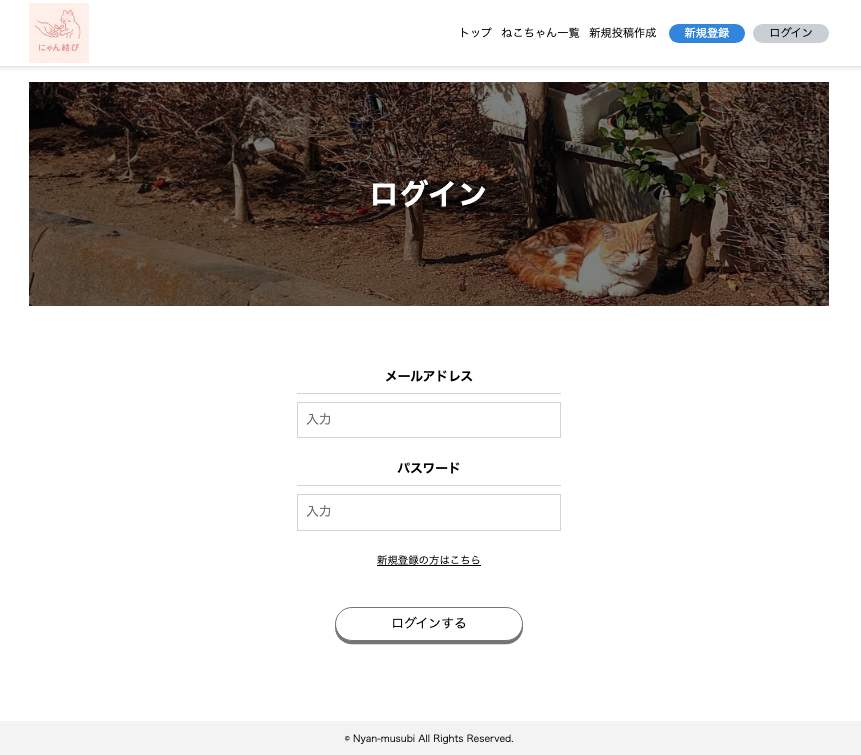 にゃん結び
トップ ねこちゃん一覧 新規投稿作成 新規登録 ログイン
ログイン
メールアドレス
入力
パスワード
入力
新規登録の方はこちら
ログインする
© Nyan-musubi All Rights Reserved.